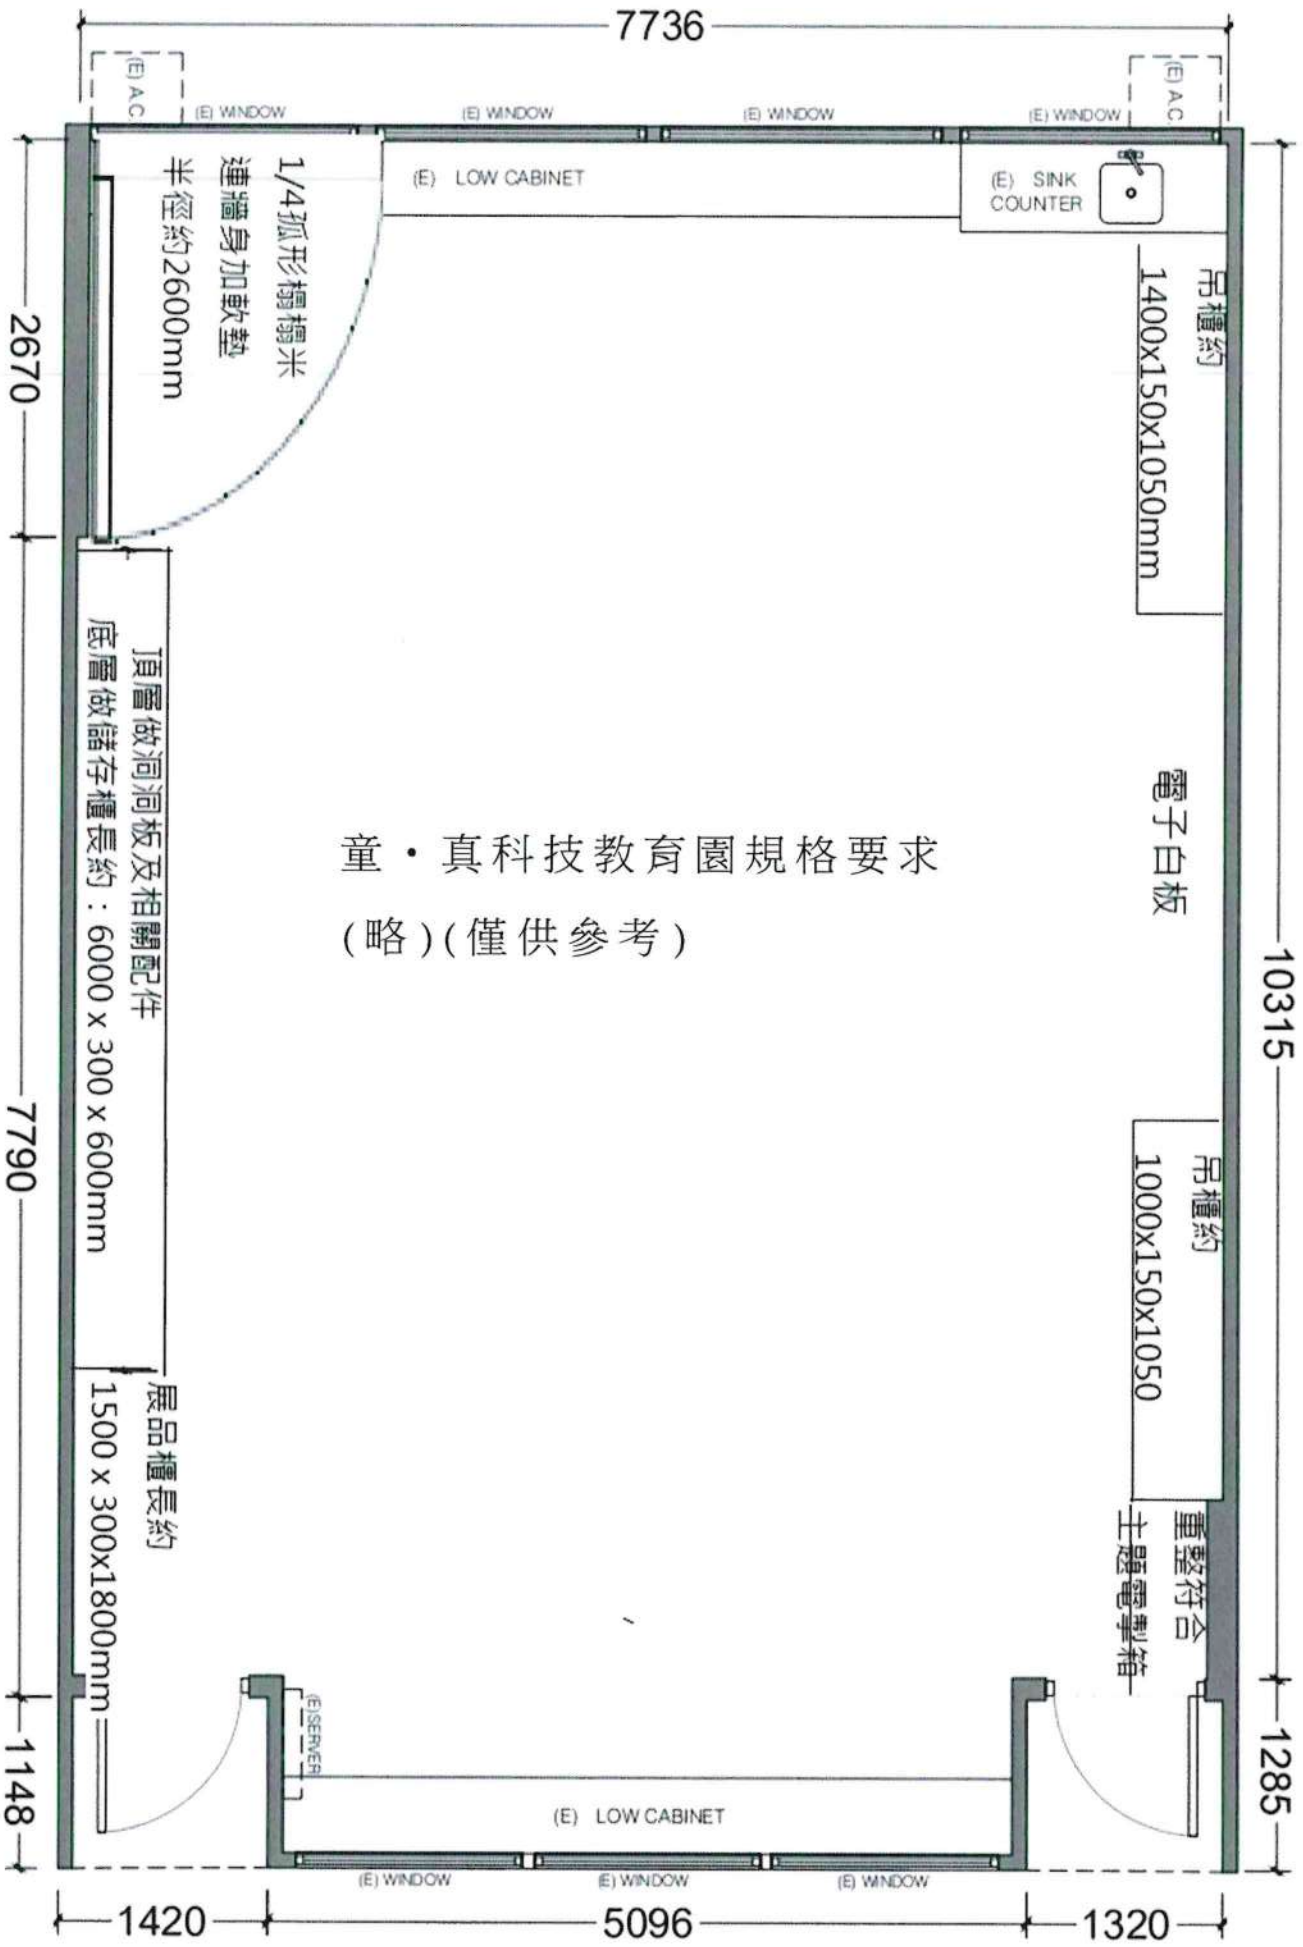 7736
(E) A.C.
(E) WINDOW
(E) WINDOW
(E) WINDOW
(E) WINDOW
(E) A.C.
(E) LOW CABINET
(E) SINK
COUNTER
1/4弧形榻榻米
連牆身加軟墊
半徑約2600mm
吊櫃約
1400x150x1050mm
2670
電子白板
童・真科技教育園規格要求
(略)(僅供參考)
頂層做洞洞板及相關配件
底層做儲存櫃長約：6000 x 300 x 600mm
10315
7790
吊櫃約
1000x150x1050
展品櫃長約
1500 x 300x1800mm
重整符合
主題電掣箱
(E)SERVER
1285
1148
(E) LOW CABINET
(E) WINDOW
(E) WINDOW
(E) WINDOW
1420
5096
1320